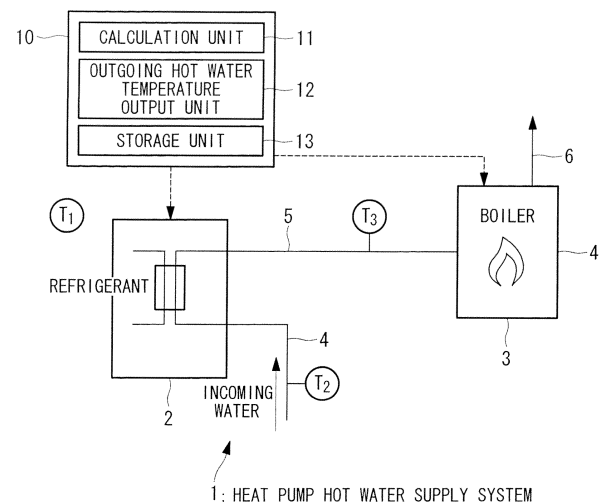 10
CALCULATION UNIT
11
OUTGOING HOT WATER
TEMPERATURE
OUTPUT UNIT
12
STORAGE UNIT
13
6
T1
T3
5
BOILER
4
REFRIGERANT
3
4
2
INCOMING
WATER
T2
1: HEAT PUMP HOT WATER SUPPLY SYSTEM